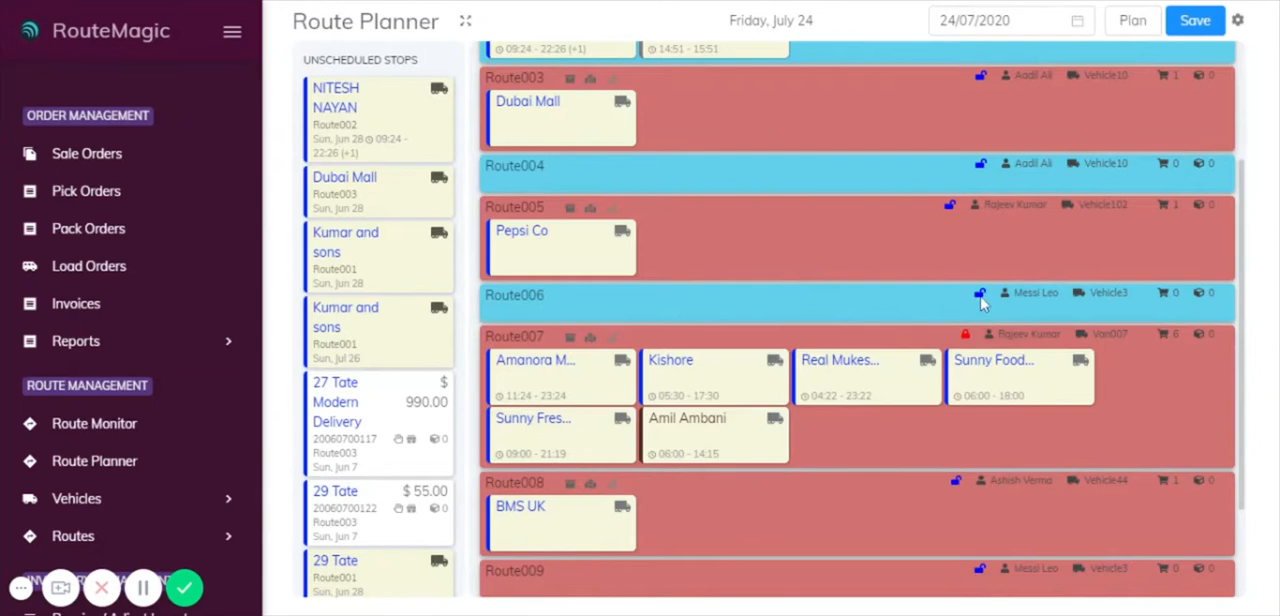 RouteMagic
ORDER MANAGEMENT
Sale Orders
Pick Orders
Pack Orders
Load Orders
Invoices
Reports
ROUTE MANAGEMENT
Route Monitor
Route Planner
Vehicles
Routes
Route Planner
Friday, July 24
24/07/2020
Plan
Save
UNSCHEDULED STOPS
NITESH
NAYAN
Route002
Sun, Jun 28 09:24 -
22:26 (+1)
Dubai Mall
Route003
Sun, Jun 28
Kumar and
sons
Route001
Sun, Jun 28
Kumar and
sons
Route001
Sun, Jul 26
27 Tate $
Modern 990.00
Delivery
20060700117 0
Route003
Sun, Jun 7
29 Tate $ 55.00
20060700122 0
Route003
Sun, Jun 7
29 Tate
Route001
Sun, Jun 28
09:24 - 22:26 (+1) 14:51 - 15:51
Route003 Aadil Ali Vehicle10 1 0
Dubai Mall
Route004 Aadil Ali Vehicle10 0 0
Route005 Rajeev Kumar Vehicle102 1 0
Pepsi Co
Route006 Messi Leo Vehicle3 0 0
Route007 Rajeev Kumar Van007 6 0
Amanora M... Kishore Real Mukes... Sunny Food...
11:24 - 23:24 05:30 - 17:30 04:22 - 23:22 06:00 - 18:00
Sunny Fres... Amil Ambani
09:00 - 21:19 06:00 - 14:15
Route008 Ashish Verma Vehicle44 1 0
BMS UK
Route009 Messi Leo Vehicle3 0 0